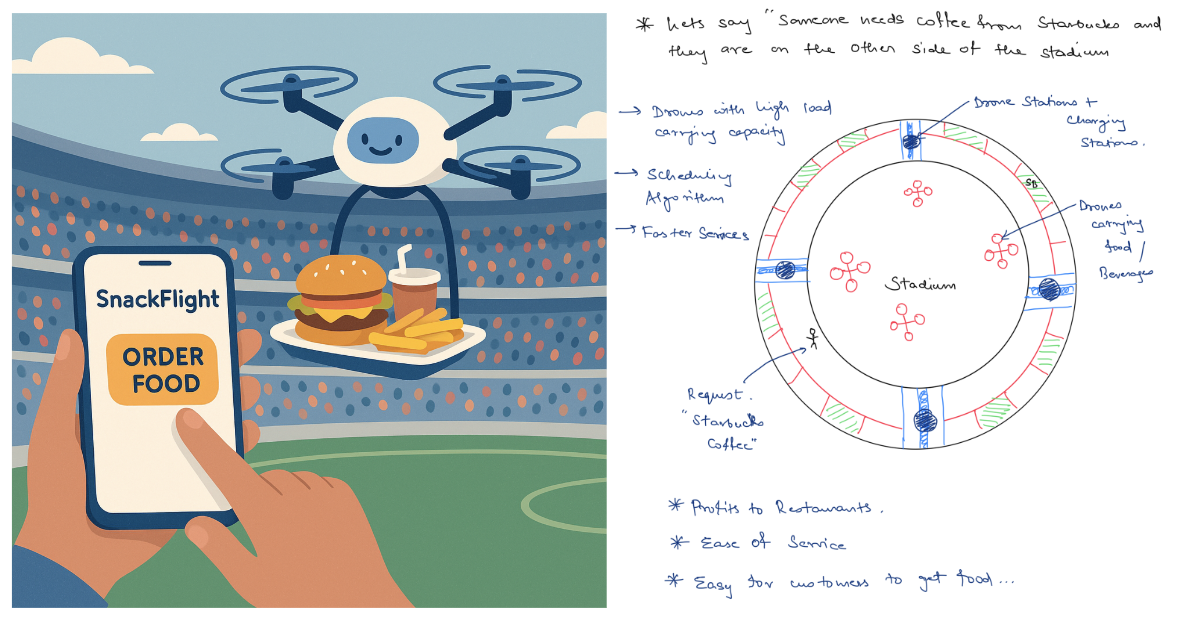 SnackFlight
ORDER
FOOD
* Lets say "Someone needs coffee from Starbucks and
they are on the other side of the stadium
→ Drones with high load
carrying capacity
→ Scheduling
Algorithm
→ Faster Services
Drone Stations +
Charging
Stations.
SB
Drones
carrying
food /
Beverages
Stadium
Request.
"Starbucks
Coffee"
* Profits to Restaurants.
* Ease of Service
* Easy for customers to get food...